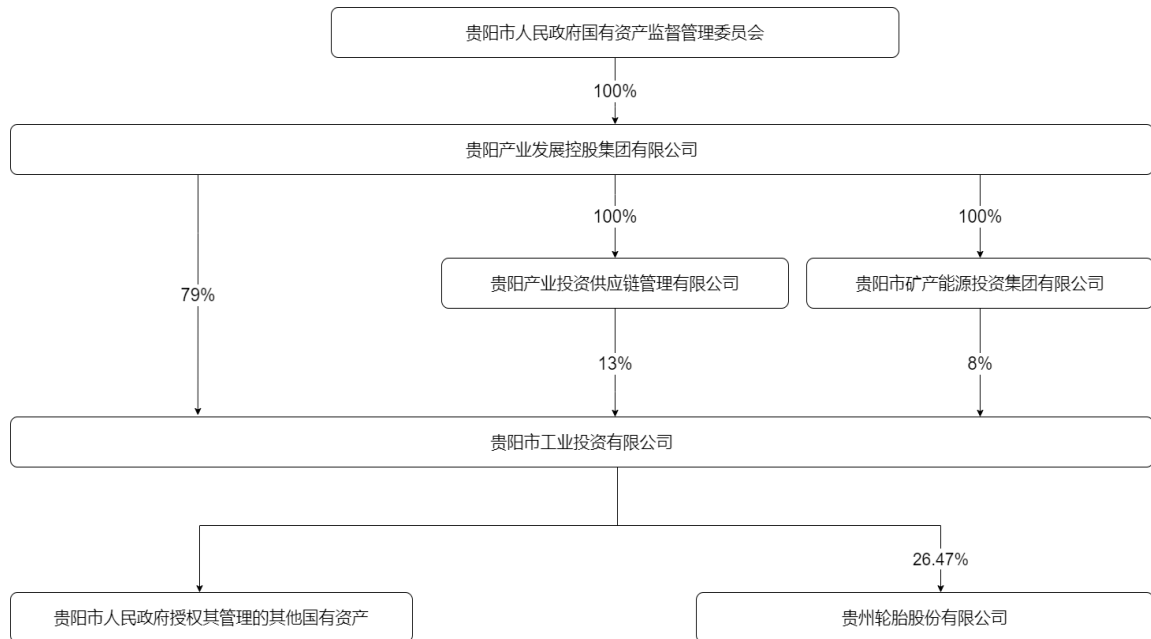 贵阳市人民政府国有资产监督管理委员会
100%
贵阳产业发展控股集团有限公司
100%
100%
贵阳产业投资供应链管理有限公司
贵阳市矿产能源投资集团有限公司
79%
13%
8%
贵阳市工业投资有限公司
26.47%
贵阳市人民政府授权其管理的其他国有资产
贵州轮胎股份有限公司